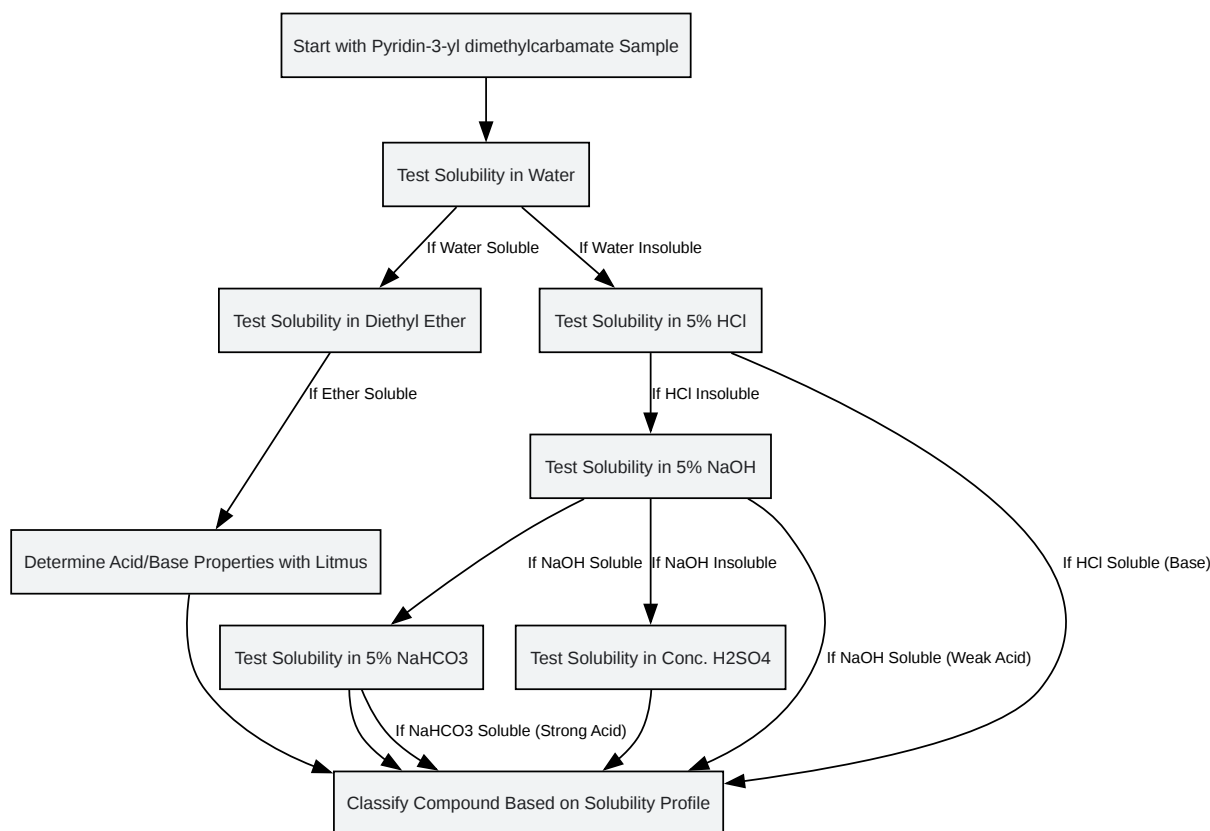 Start with Pyridin-3-yl dimethylcarbamate Sample
Test Solubility in Water
If Water Soluble
If Water Insoluble
Test Solubility in Diethyl Ether
Test Solubility in 5% HCl
If Ether Soluble
If HCl Insoluble
Test Solubility in 5% NaOH
Determine Acid/Base Properties with Litmus
If NaOH Soluble
If NaOH Insoluble
If HCl Soluble (Base)
Test Solubility in 5% NaHCO3
Test Solubility in Conc. H2SO4
If NaOH Soluble (Weak Acid)
If NaHCO3 Soluble (Strong Acid)
Classify Compound Based on Solubility Profile